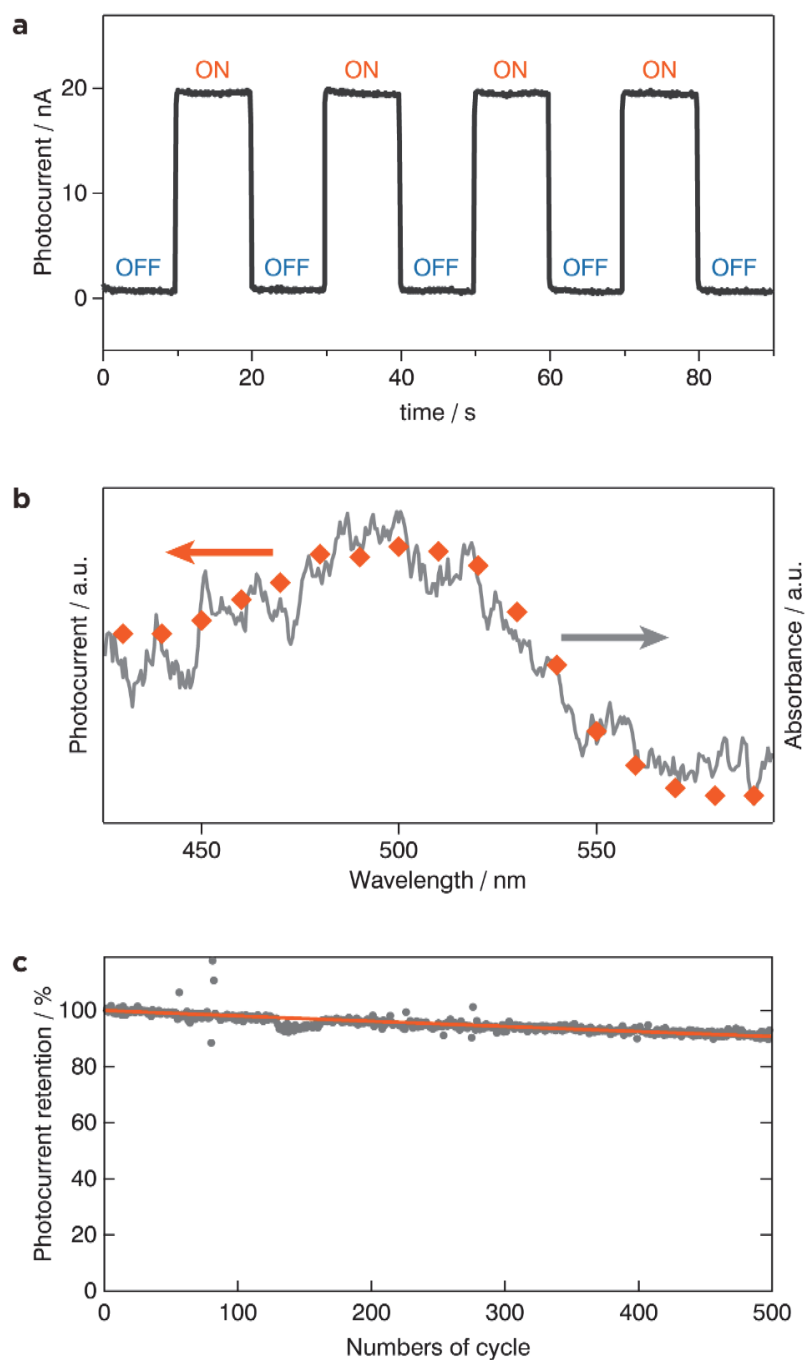 a
ON ON ON ON
20
10
0
OFF OFF OFF OFF OFF
Photocurrent / nA
0 20 40 60 80
time / s
b
Photocurrent / a.u.
Absorbance / a.u.
450 500 550
Wavelength / nm
c
100
80
60
40
20
0
Photocurrent retention / %
0 100 200 300 400 500
Numbers of cycle